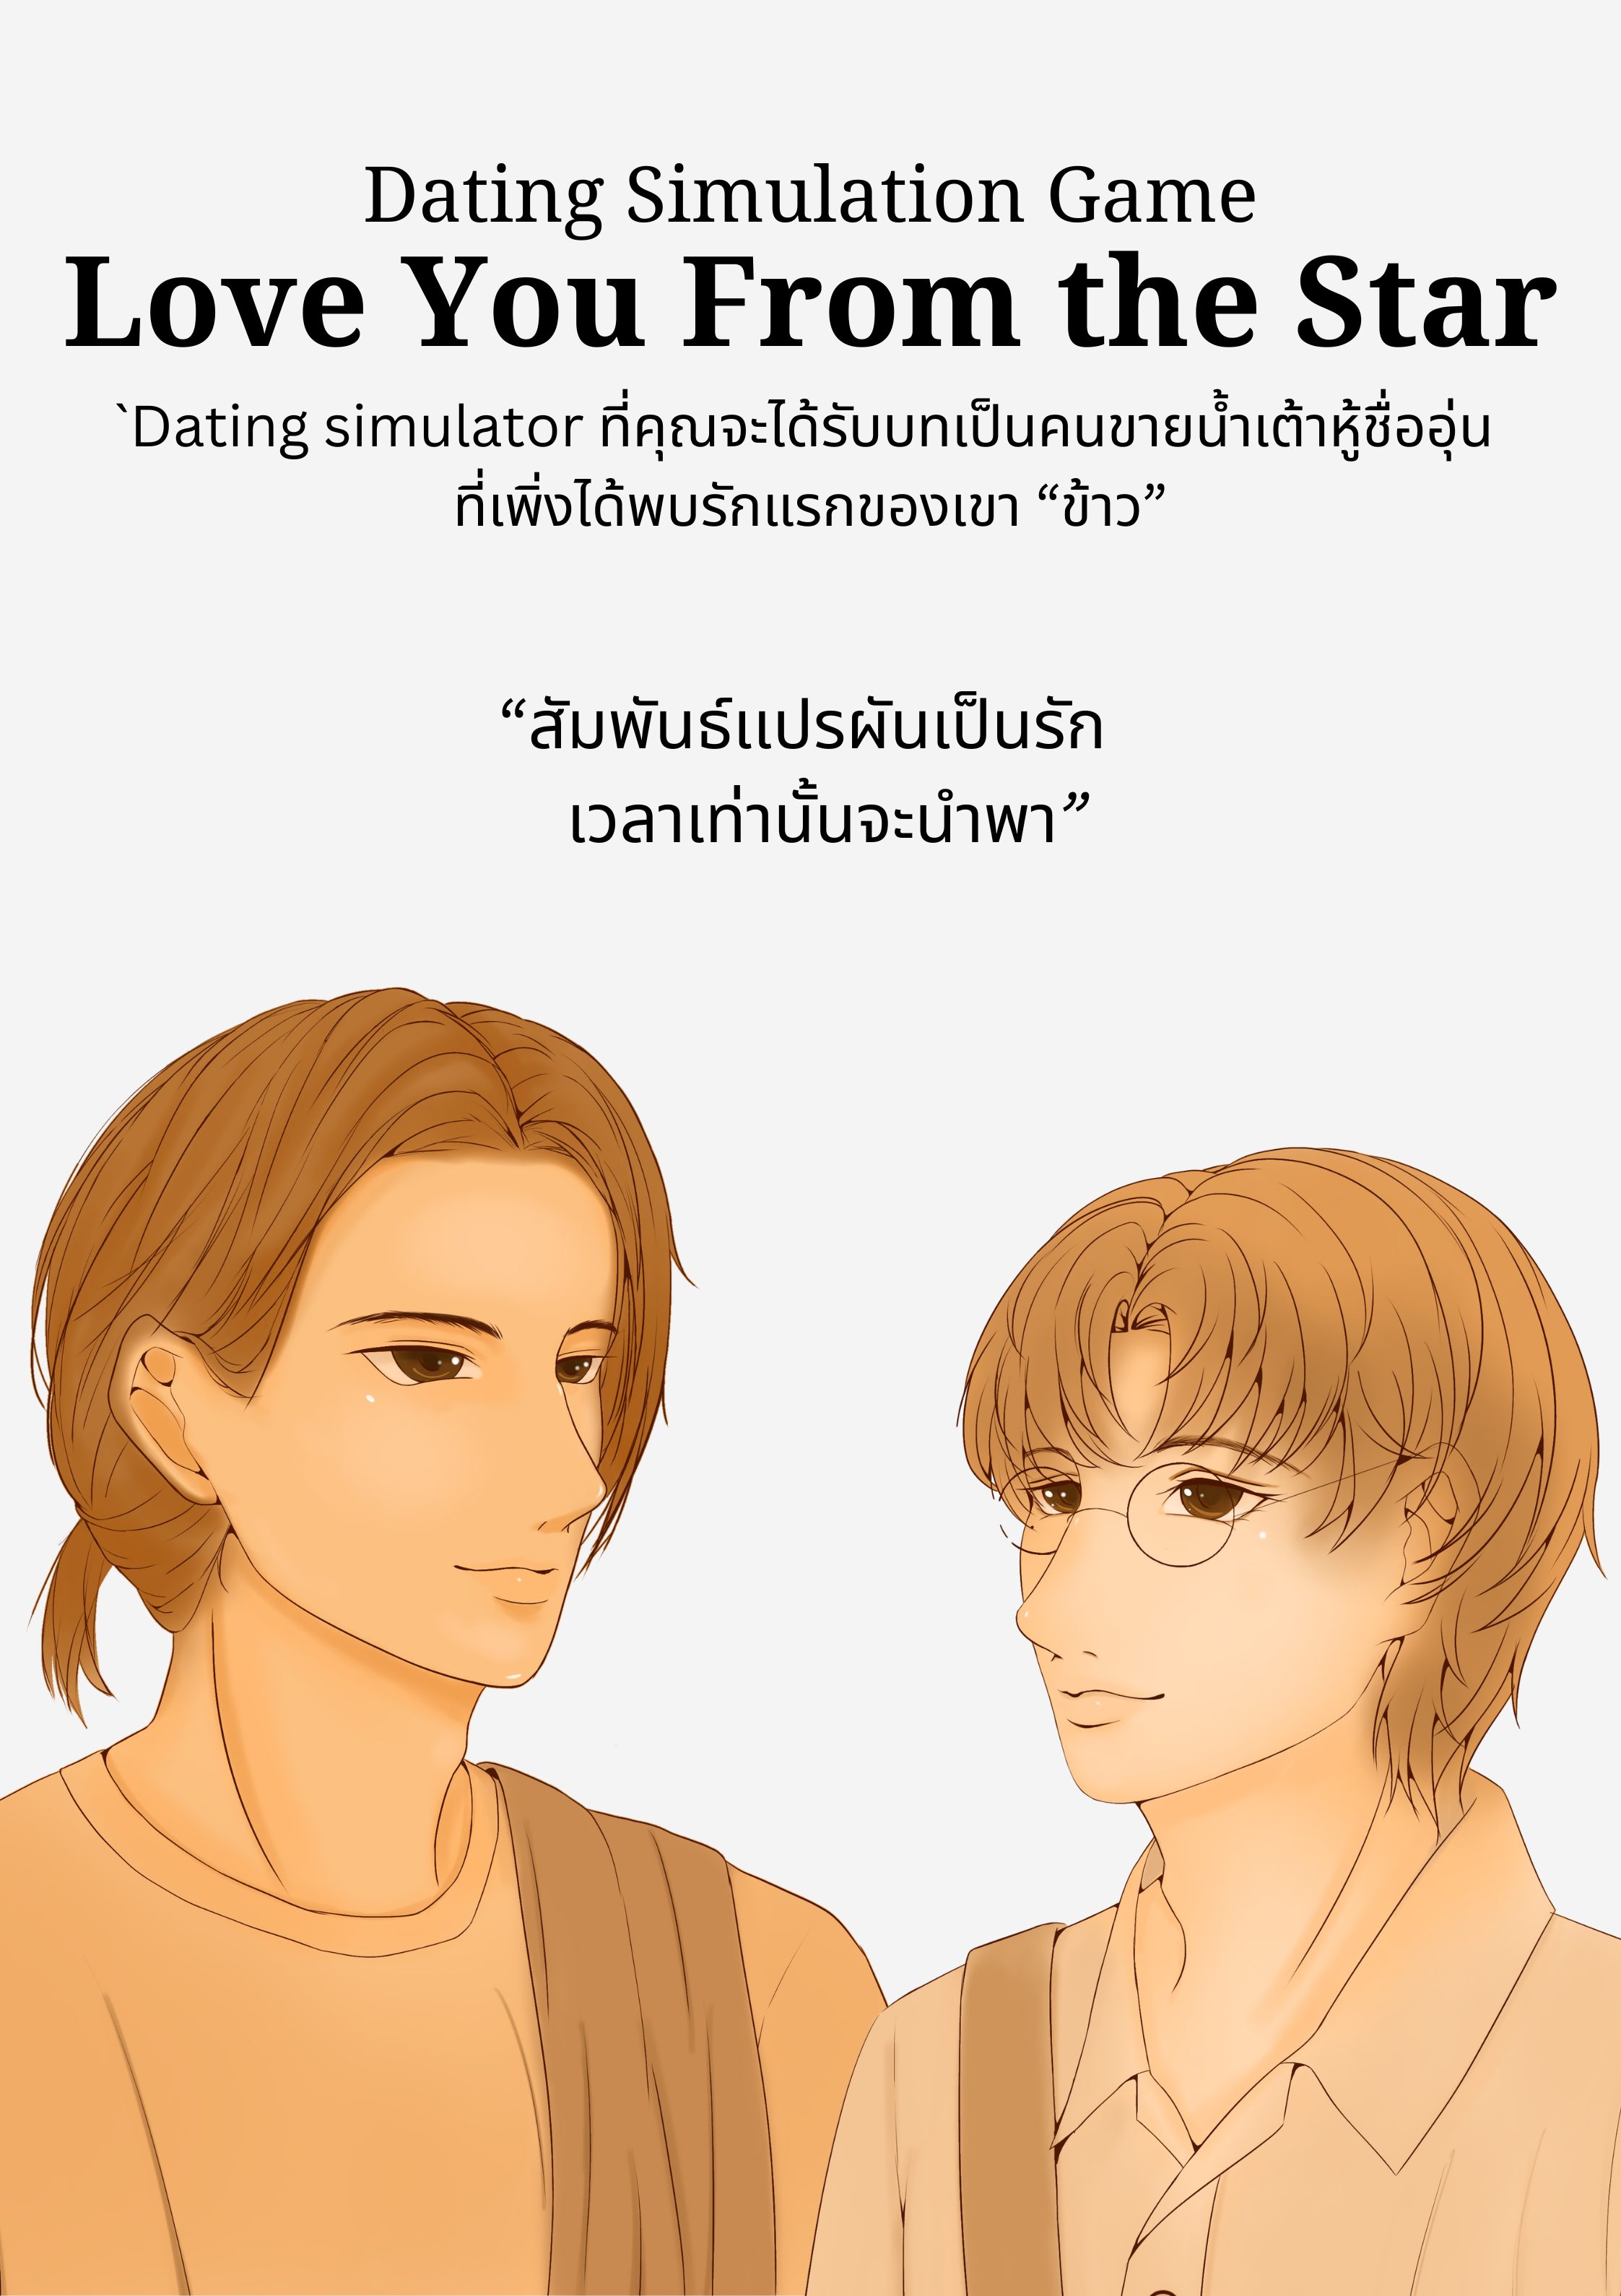 Dating Simulation Game
Love You From the Star
`Dating simulator ที่คุณจะได้รับบทเป็นคนขายน้ำเต้าหู้ชื่ออุ่น
ที่เพิ่งได้พบรักแรกของเขา “ข้าว”
“สัมพันธ์แปรผันเป็นรัก
เวลาเท่านั้นจะนำพา”